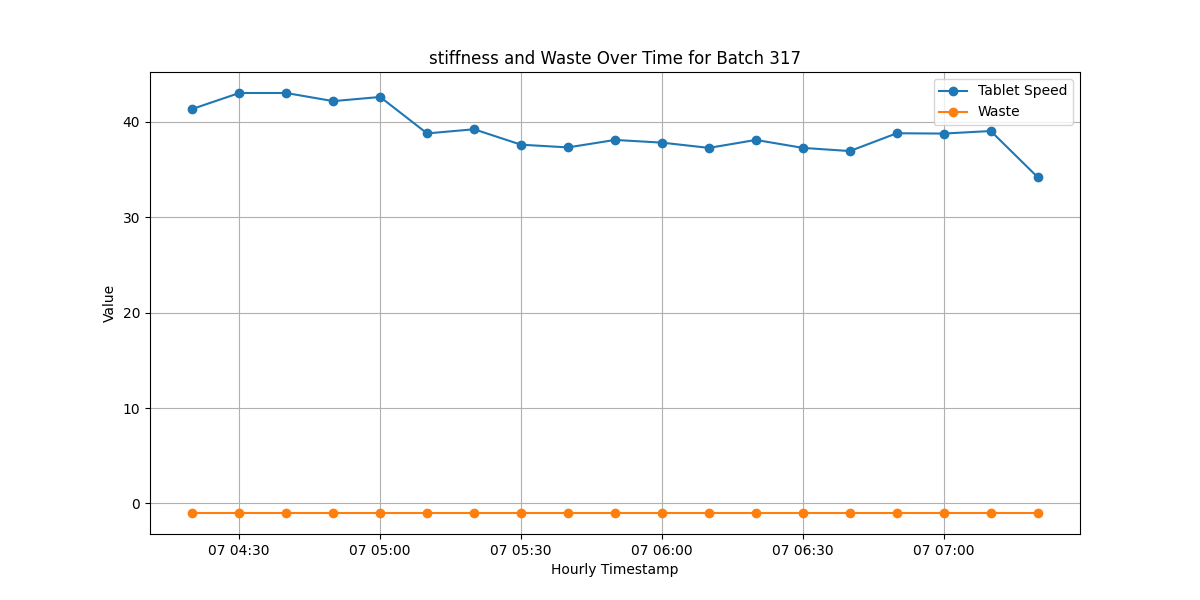 stiffness and Waste Over Time for Batch 317
Tablet Speed
Waste
Value
40
30
20
10
0
07 04:30
07 05:00
07 05:30
07 06:00
07 06:30
07 07:00
Hourly Timestamp